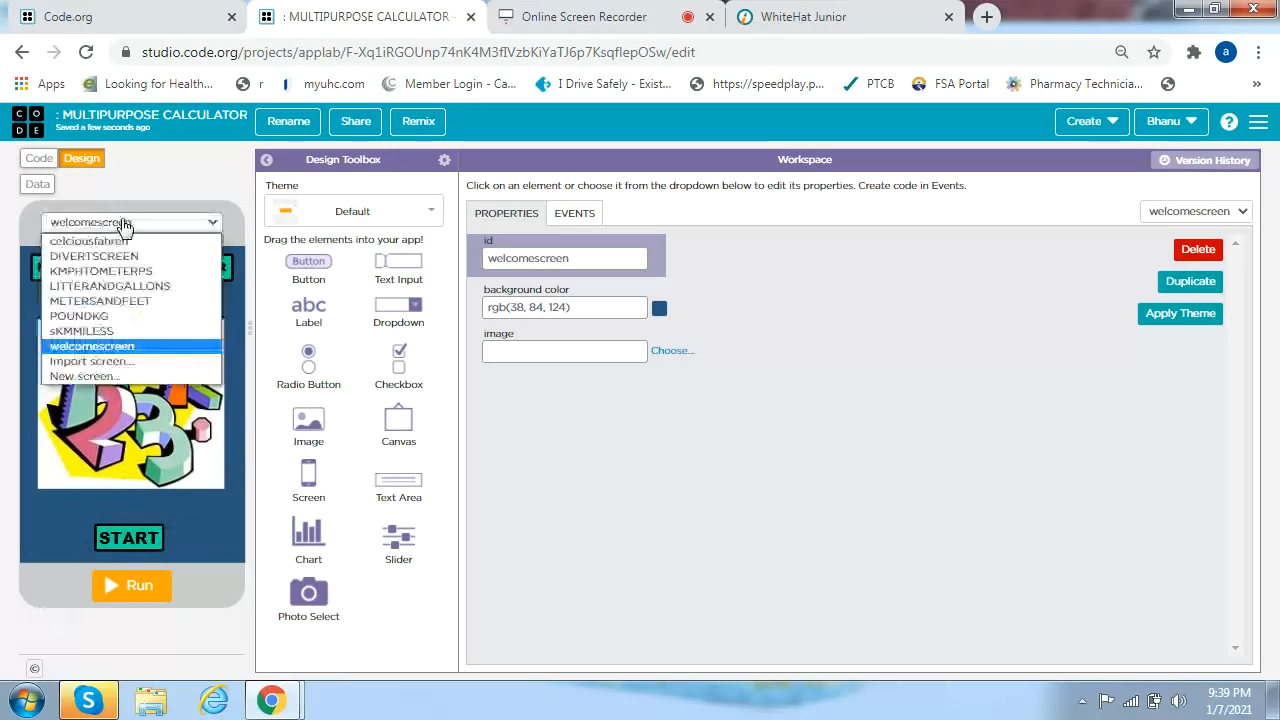 Code.org
: MULTIPURPOSE CALCULATOR -
Online Screen Recorder
WhiteHat Junior
studio.code.org/projects/applab/F-Xq1iRGOUnp74nK4M3fIVzbKiYaTJ6p7KsqfIepOSw/edit
a
Apps
Looking for Health...
r
myuhc.com
Member Login - Ca...
I Drive Safely - Exist...
https://speedplay.p...
PTCB
FSA Portal
Pharmacy Technicia...
»
C O D E
: MULTIPURPOSE CALCULATOR
Saved a few seconds ago
Rename
Share
Remix
Create
Bhanu
?
Code
Design
Data
Design Toolbox
Workspace
Version History
Theme
Default
Drag the elements into your app!
Button
Button
Text Input
abc
Label
Dropdown
Radio Button
Checkbox
Image
Canvas
Screen
Text Area
Chart
Slider
Photo Select
Click on an element or choose it from the dropdown below to edit its properties. Create code in Events.
PROPERTIES
EVENTS
welcomescreen
id
welcomescreen
background color
rgb(38, 84, 124)
image
Choose...
Delete
Duplicate
Apply Theme
welcomescreen
celciousfahren
DIVERTSCREEN
KMPHTOMETERPS
LITTERANDGALLONS
METERSANDFEET
POUNDKG
sKMMILESS
welcomescreen
Import screen...
New screen...
123
START
Run
©
9:39 PM
1/7/2021